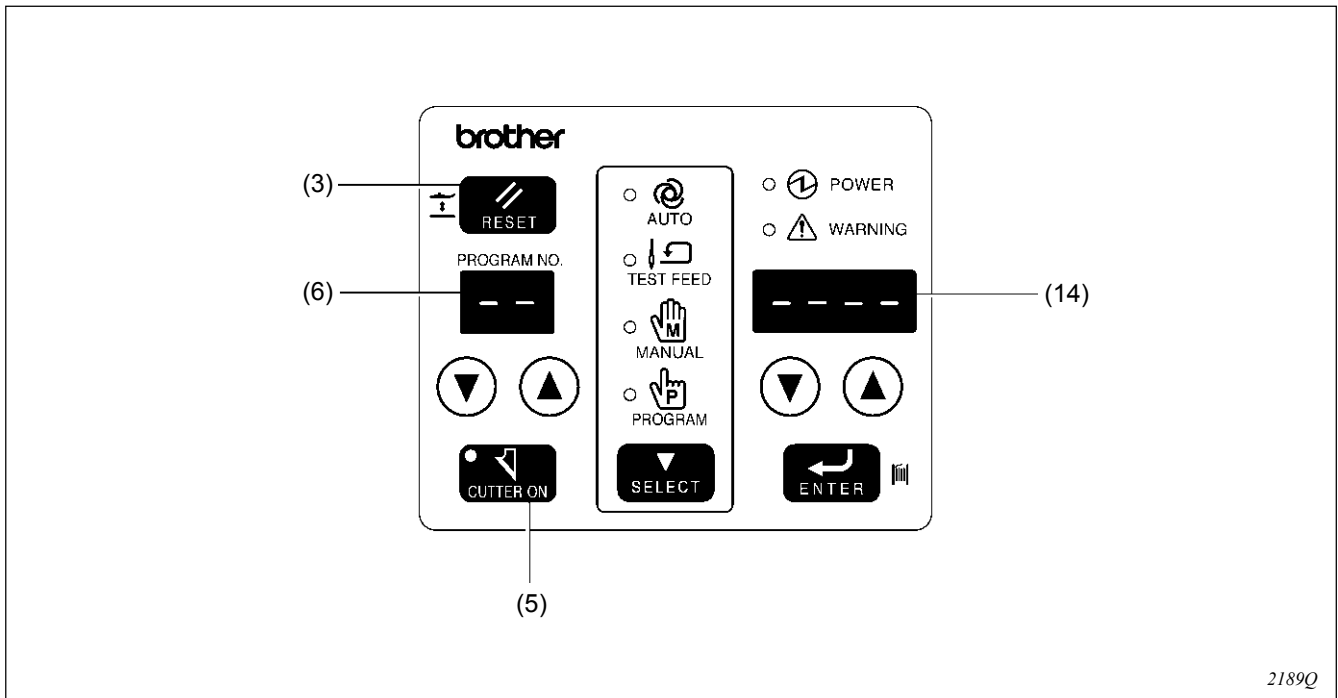 brother
(3)
RESET
PROGRAM NO.
(6)
– –
CUTTER ON
(5)
AUTO
TEST FEED
M
MANUAL
P
PROGRAM
SELECT
POWER
WARNING
– – – –
(14)
ENTER
2189Q